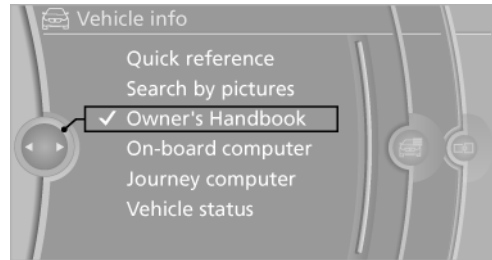 Vehicle info
Quick reference
Search by pictures
Owner's Handbook
On-board computer
Journey computer
Vehicle status